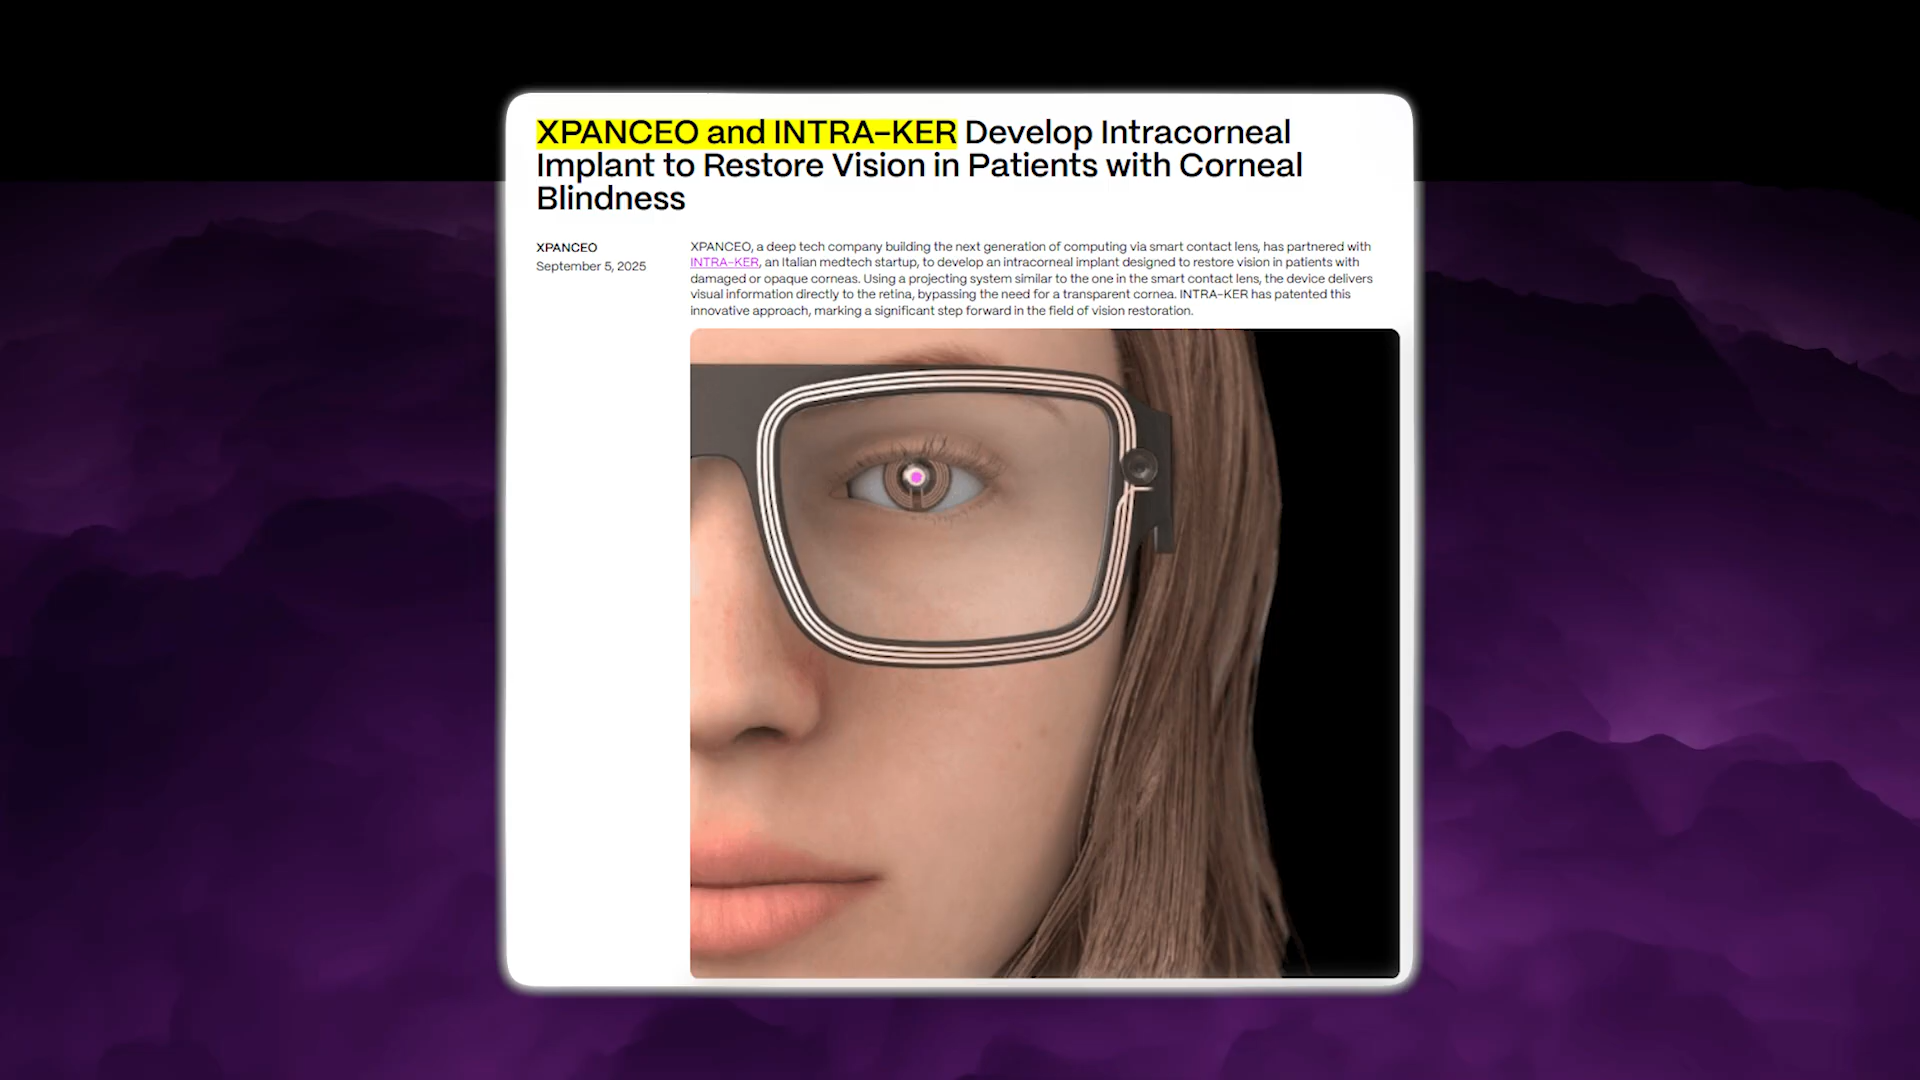 XPANCEO and INTRA-KER Develop Intracorneal
Implant to Restore Vision in Patients with Corneal
Blindness
XPANCEO
September 5, 2025
XPANCEO, a deep tech company building the next generation of computing via smart contact lens, has partnered with
INTRA-KER, an Italian medtech startup, to develop an intracorneal implant designed to restore vision in patients with
damaged or opaque corneas. Using a projecting system similar to the one in the smart contact lens, the device delivers
visual information directly to the retina, bypassing the need for a transparent cornea. INTRA-KER has patented this
innovative approach, marking a significant step forward in the field of vision restoration.